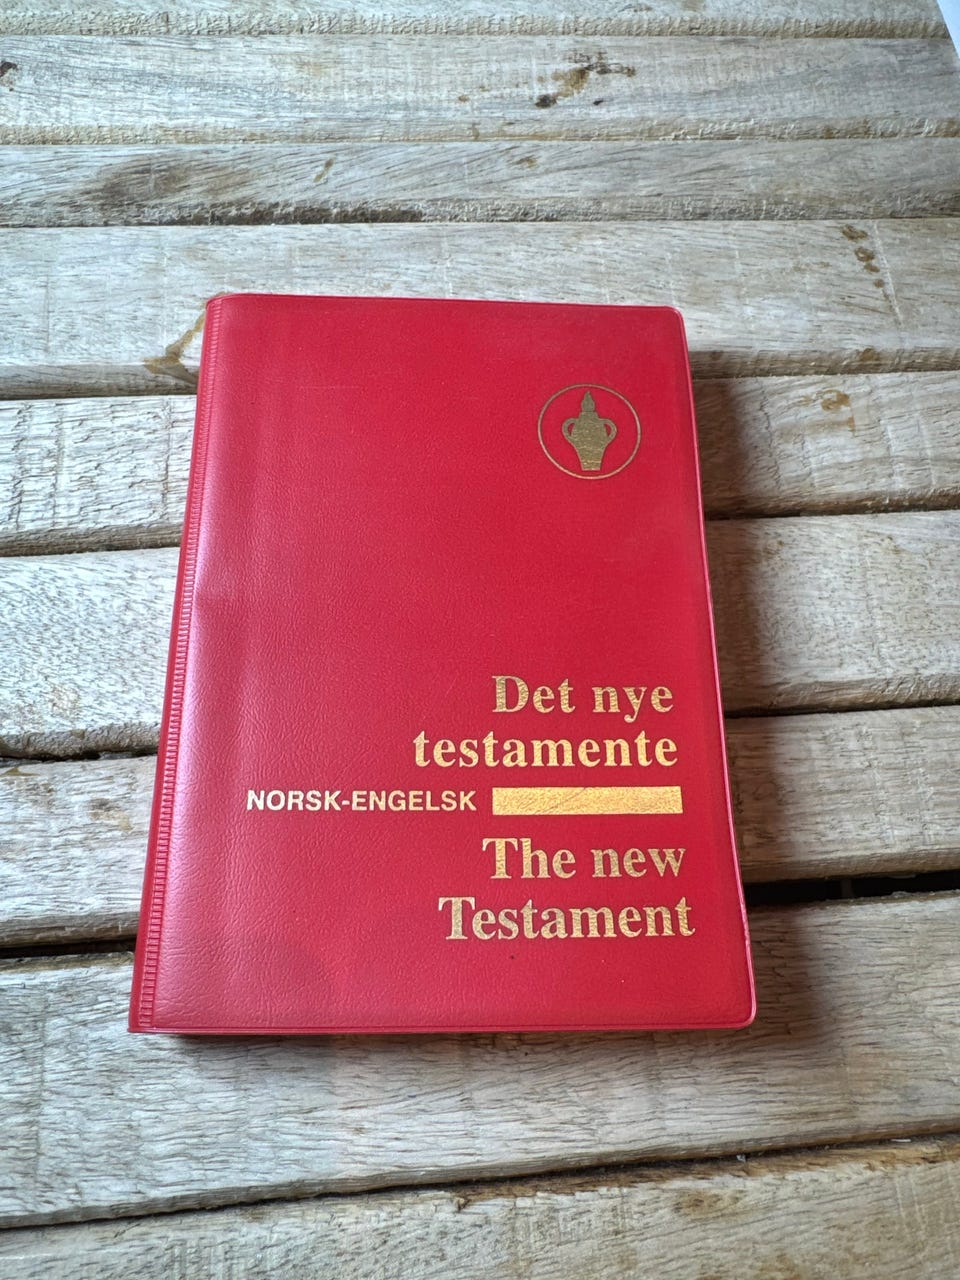 Det nye
testamente
NORSK-ENGELSK
The new
Testament